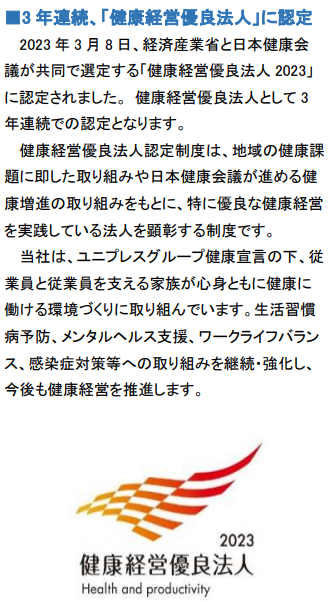 ■3年連続、「健康経営優良法人」に認定
2023年3月8日、経済産業省と日本健康会
議が共同で選定する「健康経営優良法人2023」
に認定されました。 健康経営優良法人として3
年連続での認定となります。
健康経営優良法人認定制度は、地域の健康課
題に即した取り組みや日本健康会議が進める健
康増進の取り組みをもとに、特に優良な健康経営
を実践している法人を顕彰する制度です。
当社は、ユニプレスグループ健康宣言の下、従
業員と従業員を支える家族が心身ともに健康に
働ける環境づくりに取り組んでいます。生活習慣
病予防、メンタルヘルス支援、ワークライフバラン
ス、感染症対策等への取り組みを継続・強化し、
今後も健康経営を推進します。
2023
健康経営優良法人
Health and productivity